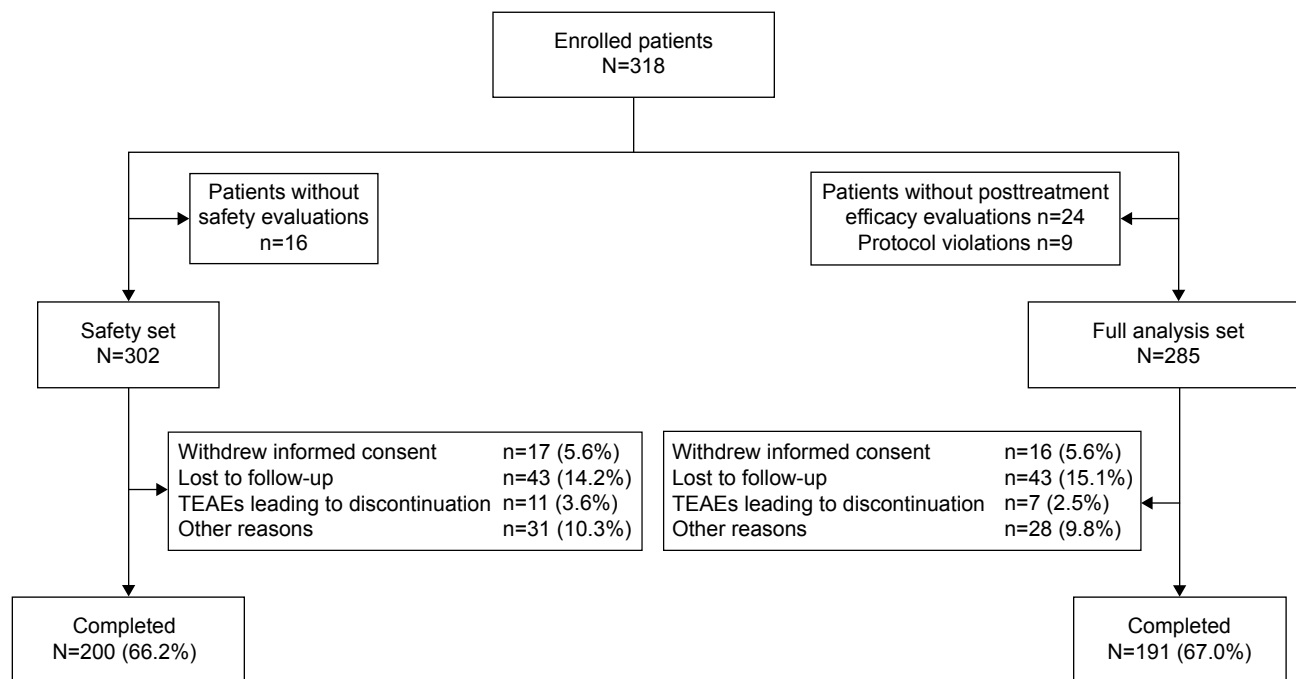 Enrolled patients
N=318
Patients without
safety evaluations
n=16
Patients without posttreatment
efficacy evaluations n=24
Protocol violations n=9
Safety set
N=302
Full analysis set
N=285
Withdrew informed consent n=17 (5.6%)
Lost to follow-up n=43 (14.2%)
TEAEs leading to discontinuation n=11 (3.6%)
Other reasons n=31 (10.3%)
Withdrew informed consent n=16 (5.6%)
Lost to follow-up n=43 (15.1%)
TEAEs leading to discontinuation n=7 (2.5%)
Other reasons n=28 (9.8%)
Completed
N=200 (66.2%)
Completed
N=191 (67.0%)